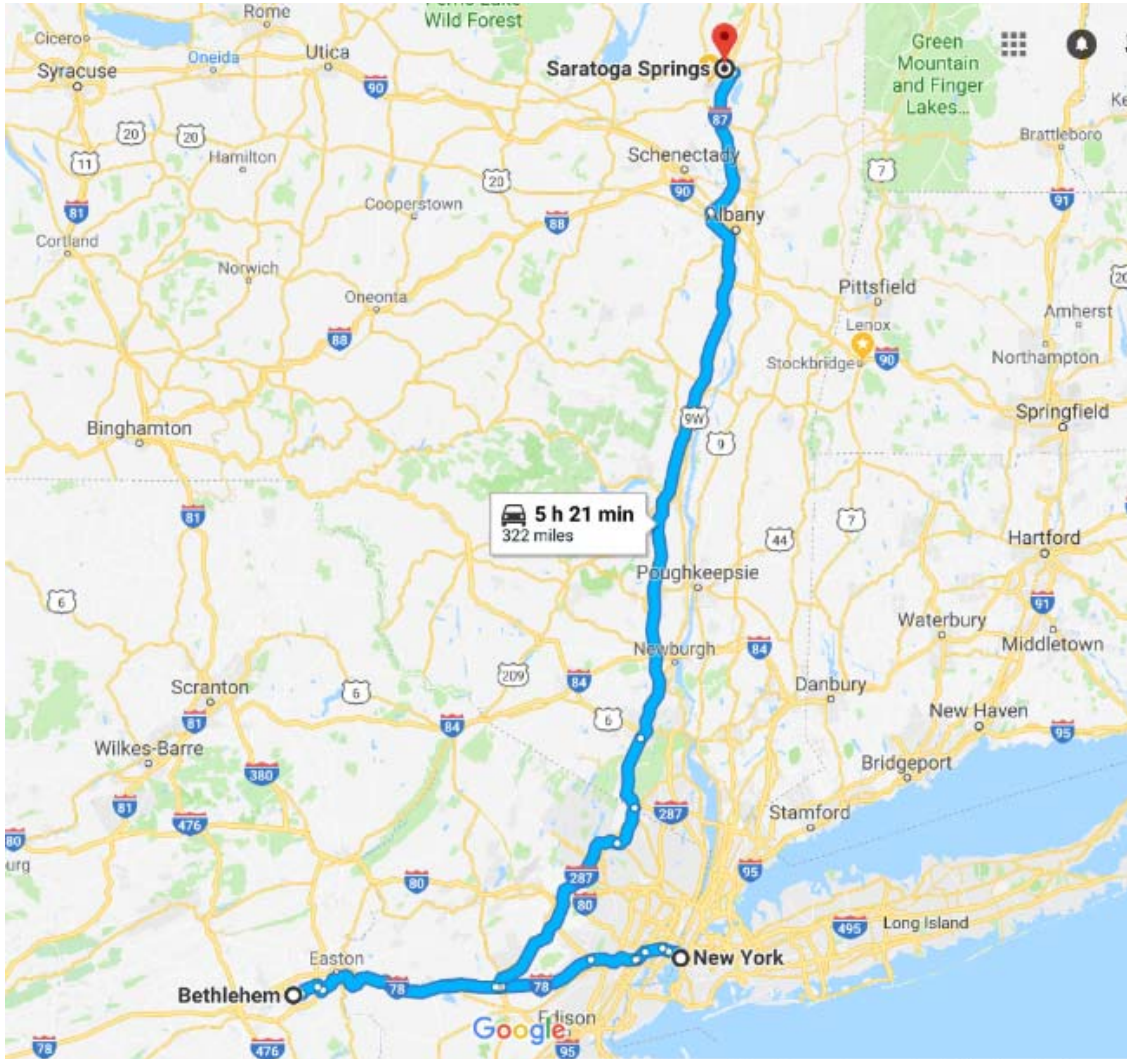 Ferns Lake
Wild Forest
Rome
Cicero
Oneida
Utica
Syracuse
90
Saratoga Springs
Green
Mountain
and Finger
Lakes...
87
20
20
11
Hamilton
Schenectady
Brattleboro
7
20
90
91
81
Cooperstown
88
Albany
Cortland
Norwich
Oneonta
Pittsfield
20
Lenox
Amherst
88
Stockbridge
90
Northampton
9W
Springfield
Binghamton
9
81
5 h 21 min
322 miles
7
44
Hartford
Poughkeepsie
6
91
Waterbury
Middletown
Newburgh
84
209
84
Scranton
6
Danbury
81
84
6
New Haven
95
Wilkes-Barre
380
Bridgeport
81
287
Stamford
476
80
urg
95
80
287
80
495
Long Island
Easton
New York
Bethlehem
78
78
Google
Edison
78
476
95